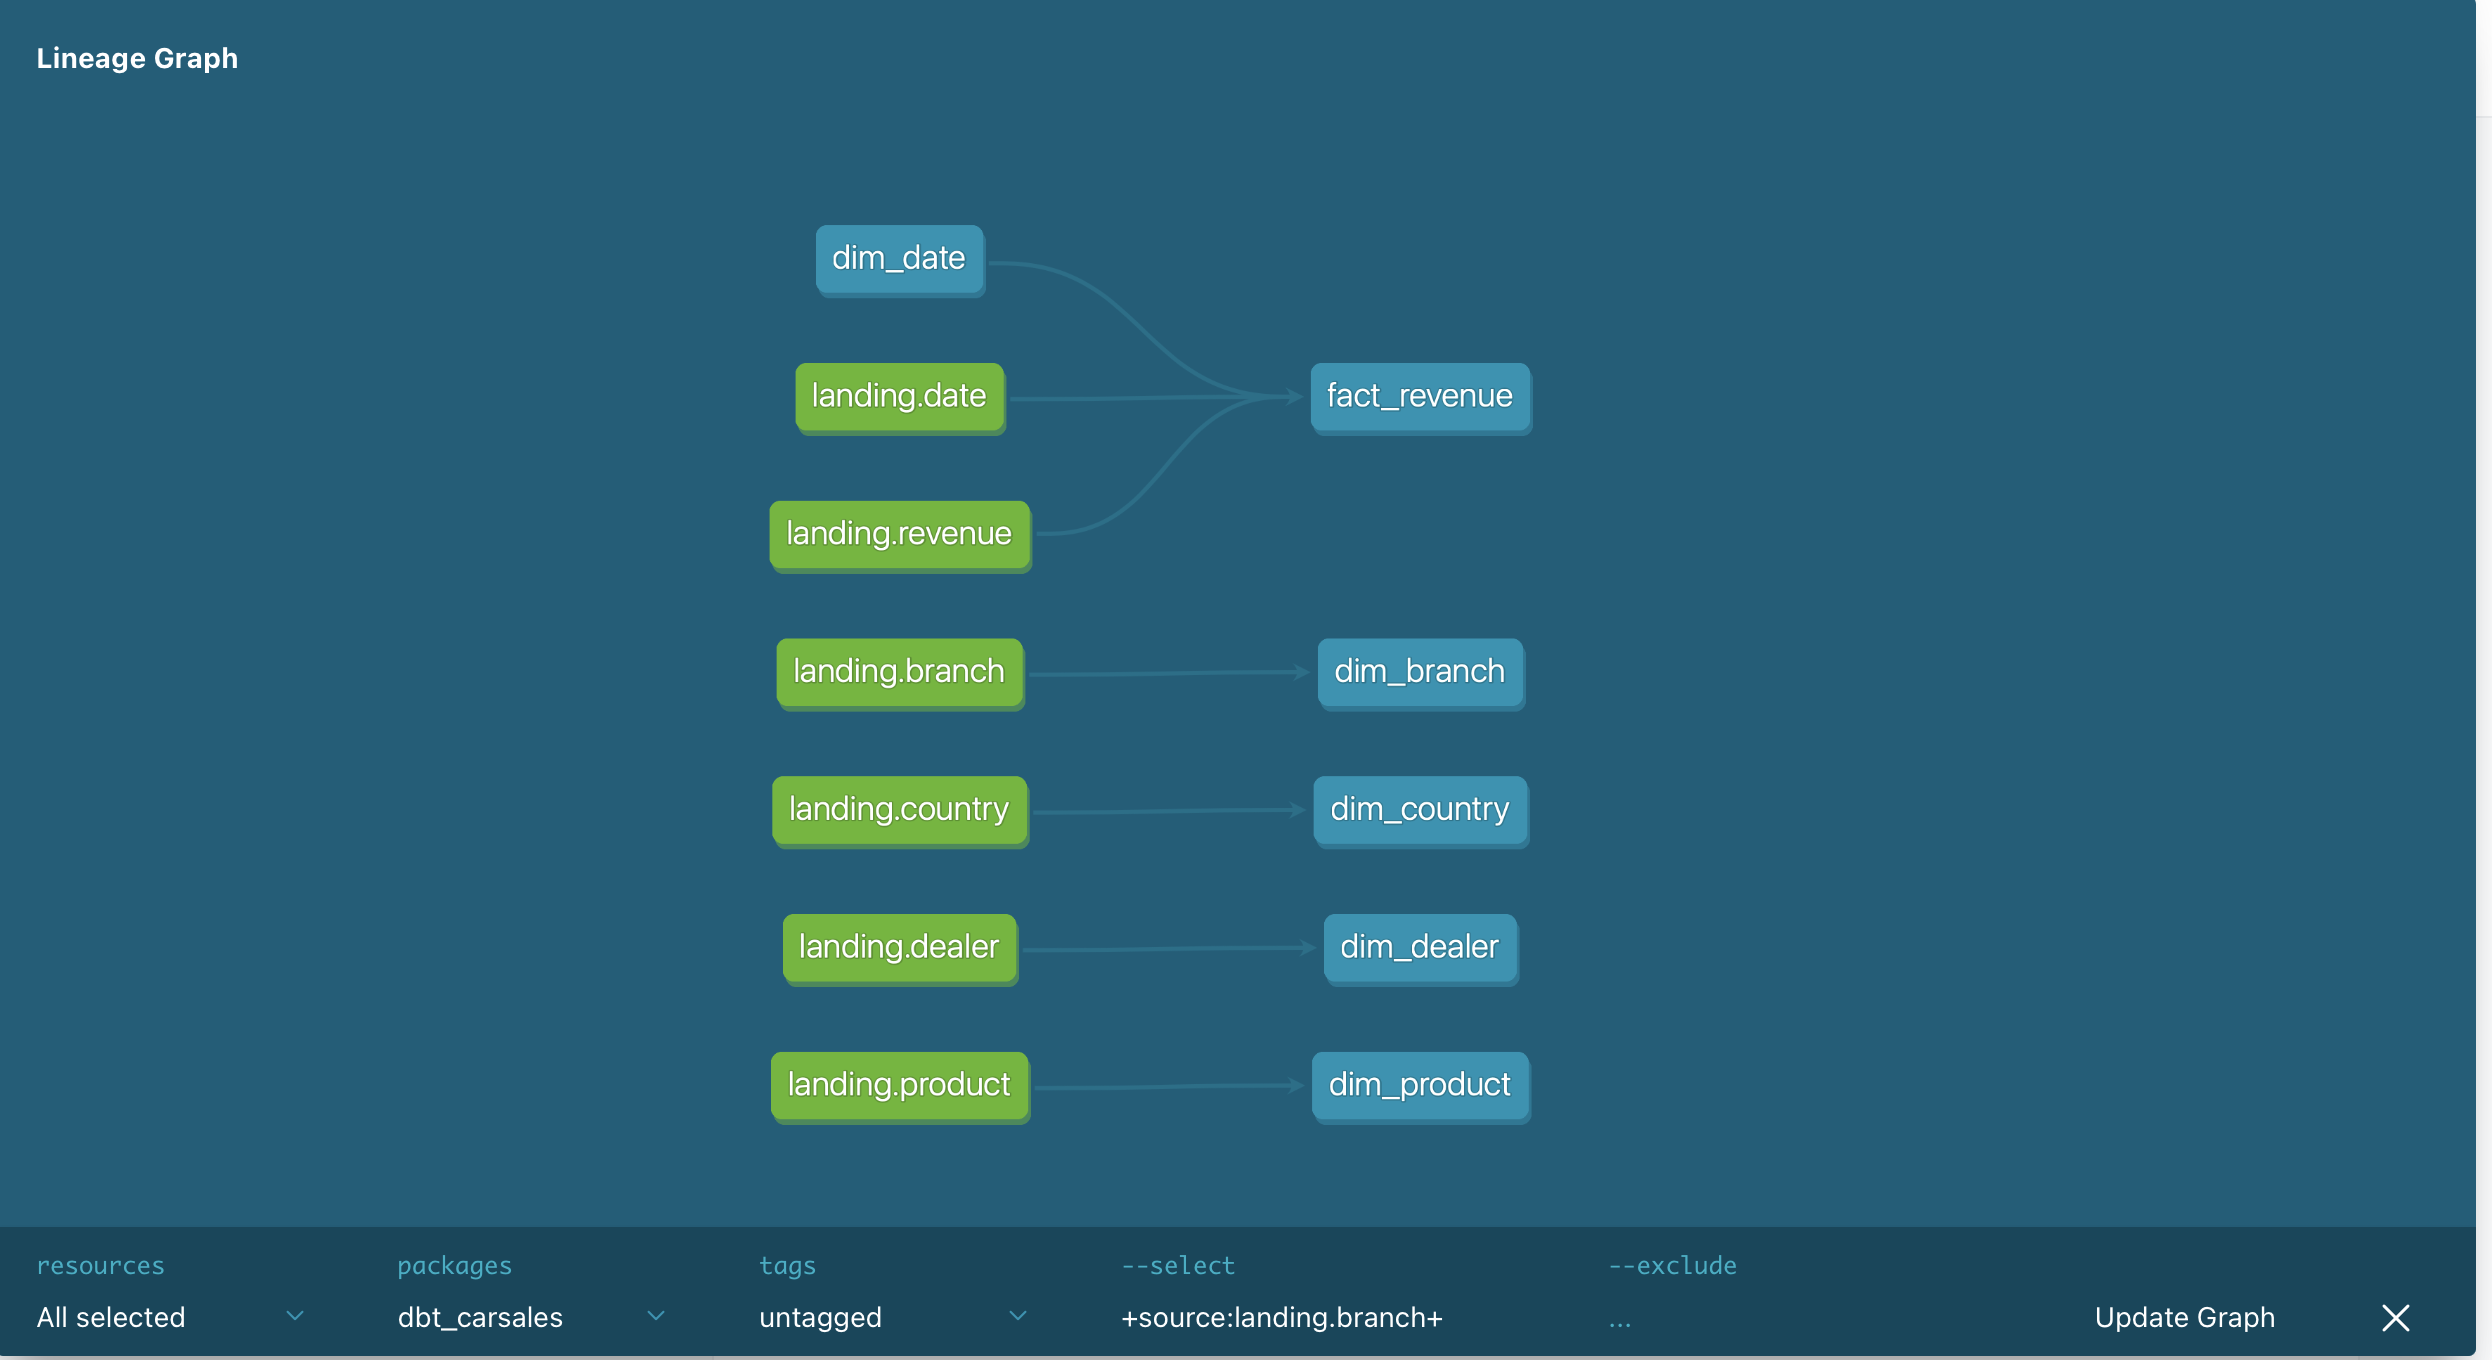 Lineage Graph
dim_date
landing.date
fact_revenue
landing.revenue
landing.branch
dim_branch
landing.country
dim_country
landing.dealer
dim_dealer
landing.product
dim_product
resources packages tags --select --exclude
All selected dbt_carsales untagged +source:landing.branch+ ... Update Graph